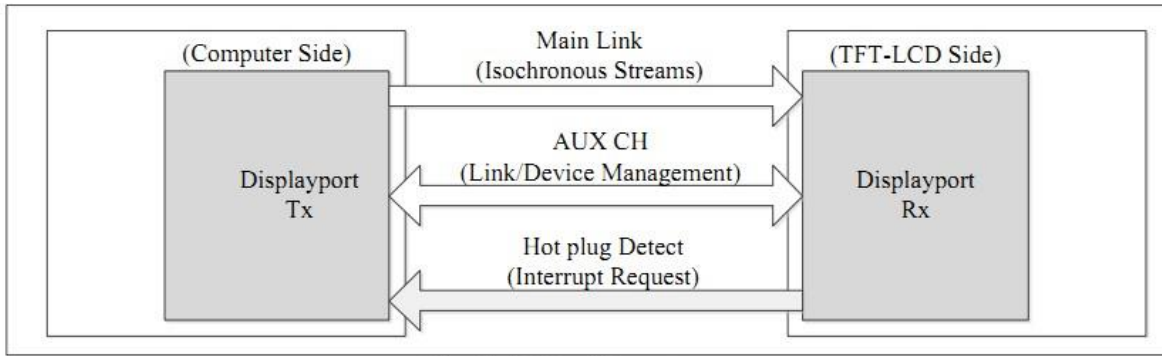 (Computer Side)
Main Link
(Isochronous Streams)
(TFT-LCD Side)
AUX CH
(Link/Device Management)
Displayport
Tx
Displayport
Rx
Hot plug Detect
(Interrupt Request)